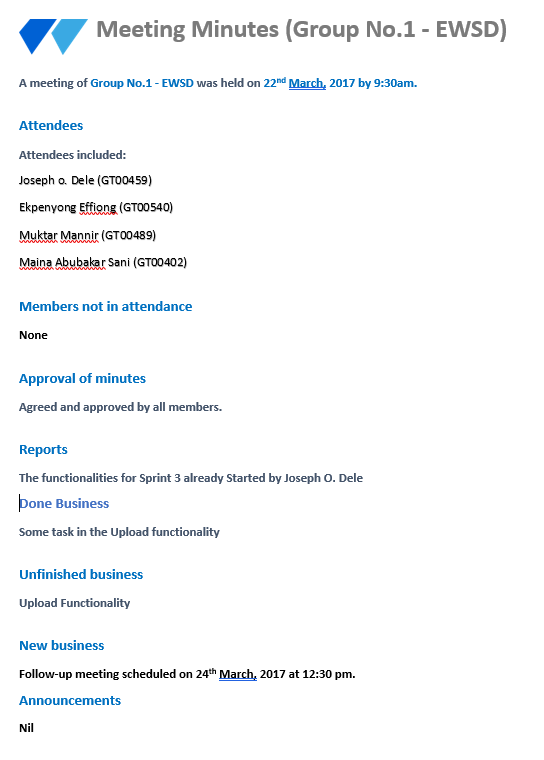 Meeting Minutes (Group No.1 - EWSD)
A meeting of Group No.1 - EWSD was held on 22nd March, 2017 by 9:30am.
Attendees
Attendees included:
Joseph o. Dele (GT00459)
Ekpenyong Effiong (GT00540)
Muktar Mannir (GT00489)
Maina Abubakar Sani (GT00402)
Members not in attendance
None
Approval of minutes
Agreed and approved by all members.
Reports
The functionalities for Sprint 3 already Started by Joseph O. Dele
Done Business
Some task in the Upload functionality
Unfinished business
Upload Functionality
New business
Follow-up meeting scheduled on 24th March, 2017 at 12:30 pm.
Announcements
Nil